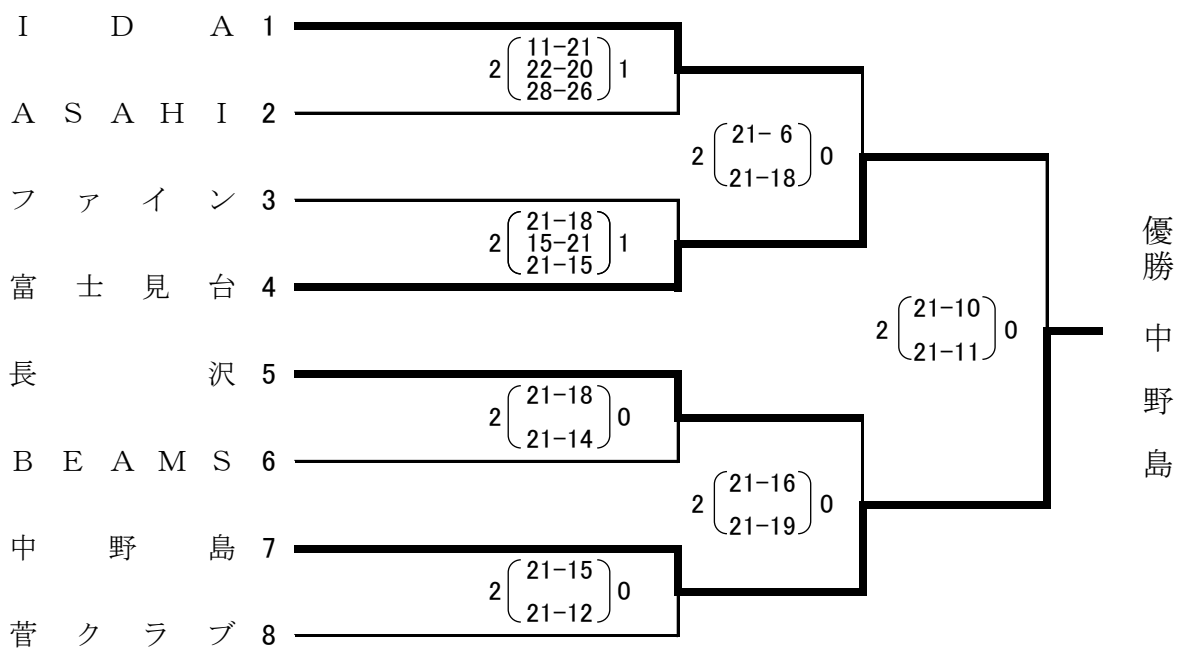 I D A 1
2 11-21 1
22-20
28-26
A S A H I 2
2 21- 6 0
21-18
フ ァ イ ン 3
2 21-18 1
15-21
21-15
富 士 見 台 4
2 21-10 0
21-11
長 沢 5
2 21-18 0
21-14
B E A M S 6
2 21-16 0
21-19
中 野 島 7
2 21-15 0
21-12
菅 ク ラ ブ 8
優勝 中 野 島